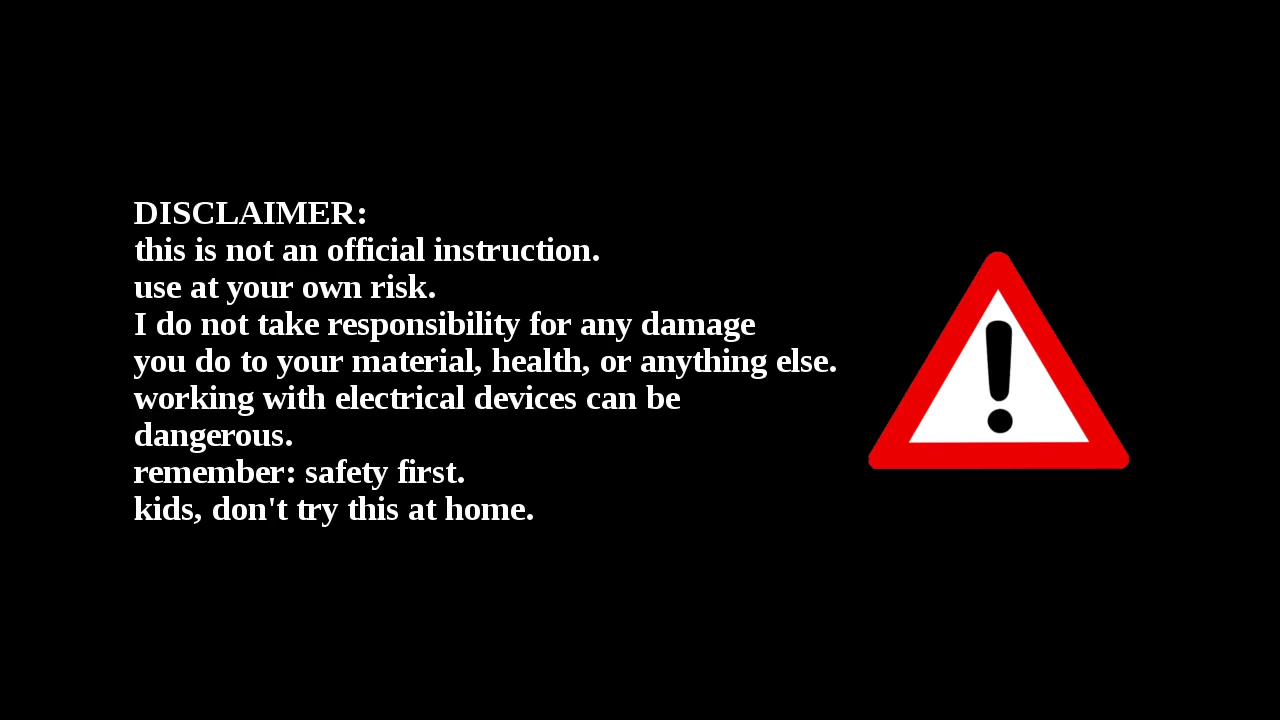 DISCLAIMER:
this is not an official instruction.
use at your own risk.
I do not take responsibility for any damage
you do to your material, health, or anything else.
working with electrical devices can be
dangerous.
remember: safety first.
kids, don't try this at home.